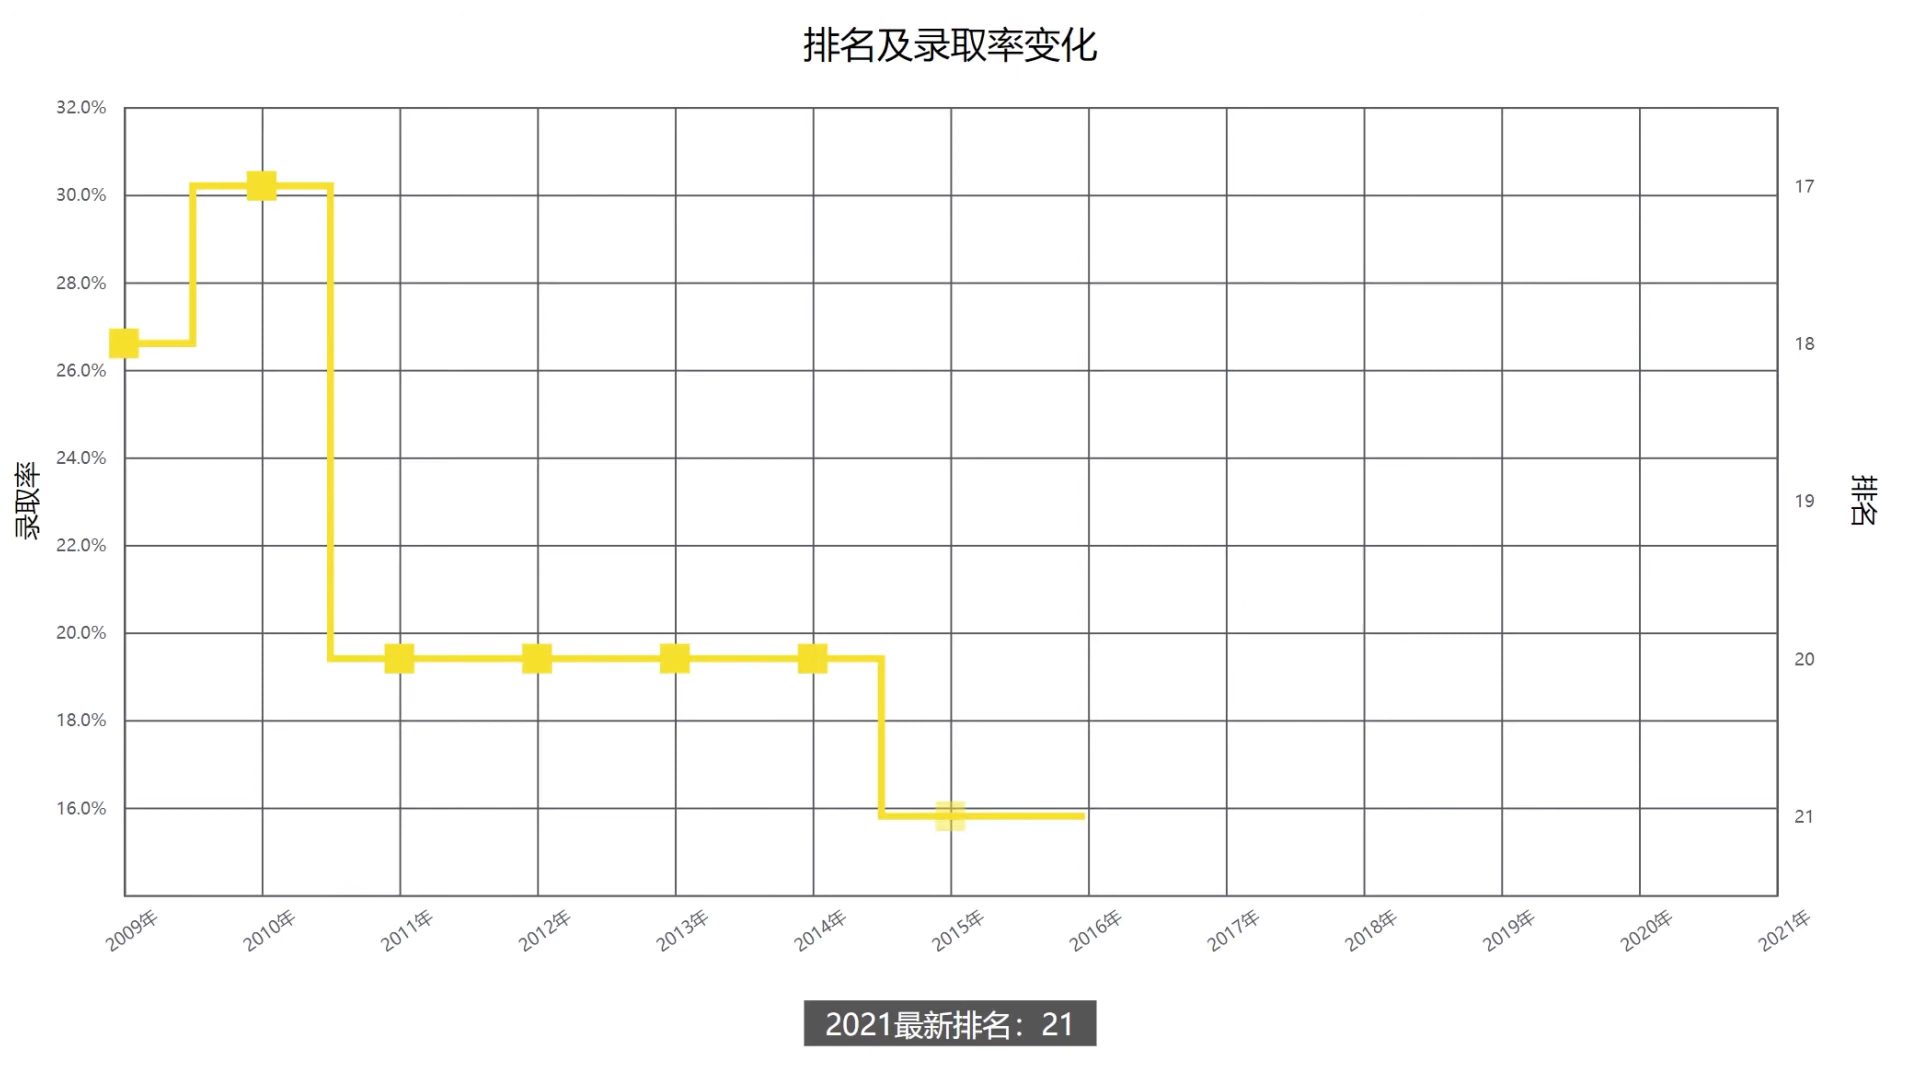 排名及录取率变化
32.0%
30.0%
28.0%
26.0%
24.0%
22.0%
20.0%
18.0%
16.0%
录取率
17
18
19
20
21
排名
2009年
2010年
2011年
2012年
2013年
2014年
2015年
2016年
2017年
2018年
2019年
2020年
2021年
2021最新排名：21